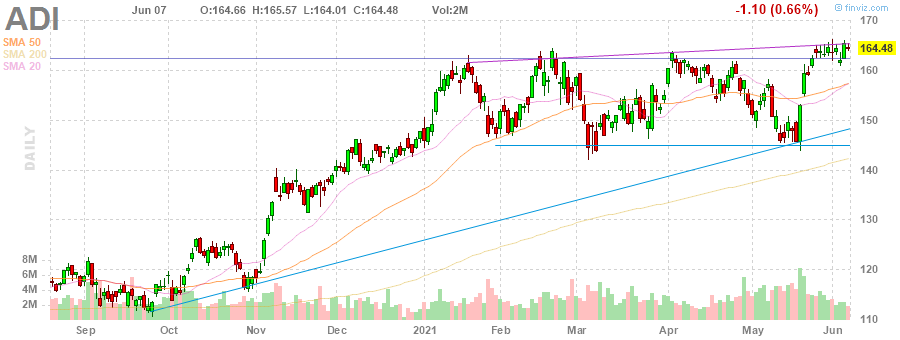 ADI Jun 07 O:164.66 H:165.57 L:164.01 C:164.48 Vol:2M -1.10 (0.66%) © finviz.com
SMA 50
SMA 200
SMA 20
DAILY
170
164.48
160
150
140
130
120
110
8M
6M
4M
2M
Sep Oct Nov Dec 2021 Feb Mar Apr May Jun